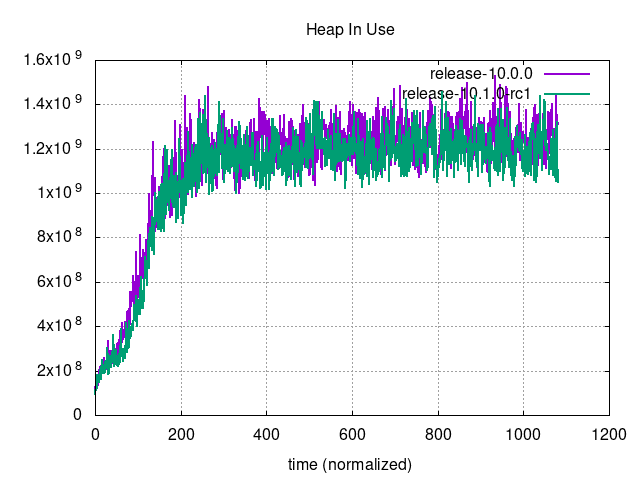 Heap In Use
1.6x10^9
1.4x10^9
1.2x10^9
1x10^9
8x10^8
6x10^8
4x10^8
2x10^8
0
release-10.0.0
release-10.1.0-rc1
0 200 400 600 800 1000 1200
time (normalized)